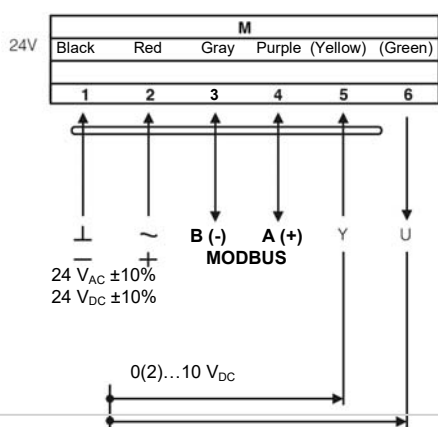 M
24V Black Red Gray Purple (Yellow) (Green)
1 2 3 4 5 6
⊥ ~ B (-) A (+) Y U
− + MODBUS
24 VAC ±10%
24 VDC ±10%
0(2)...10 VDC